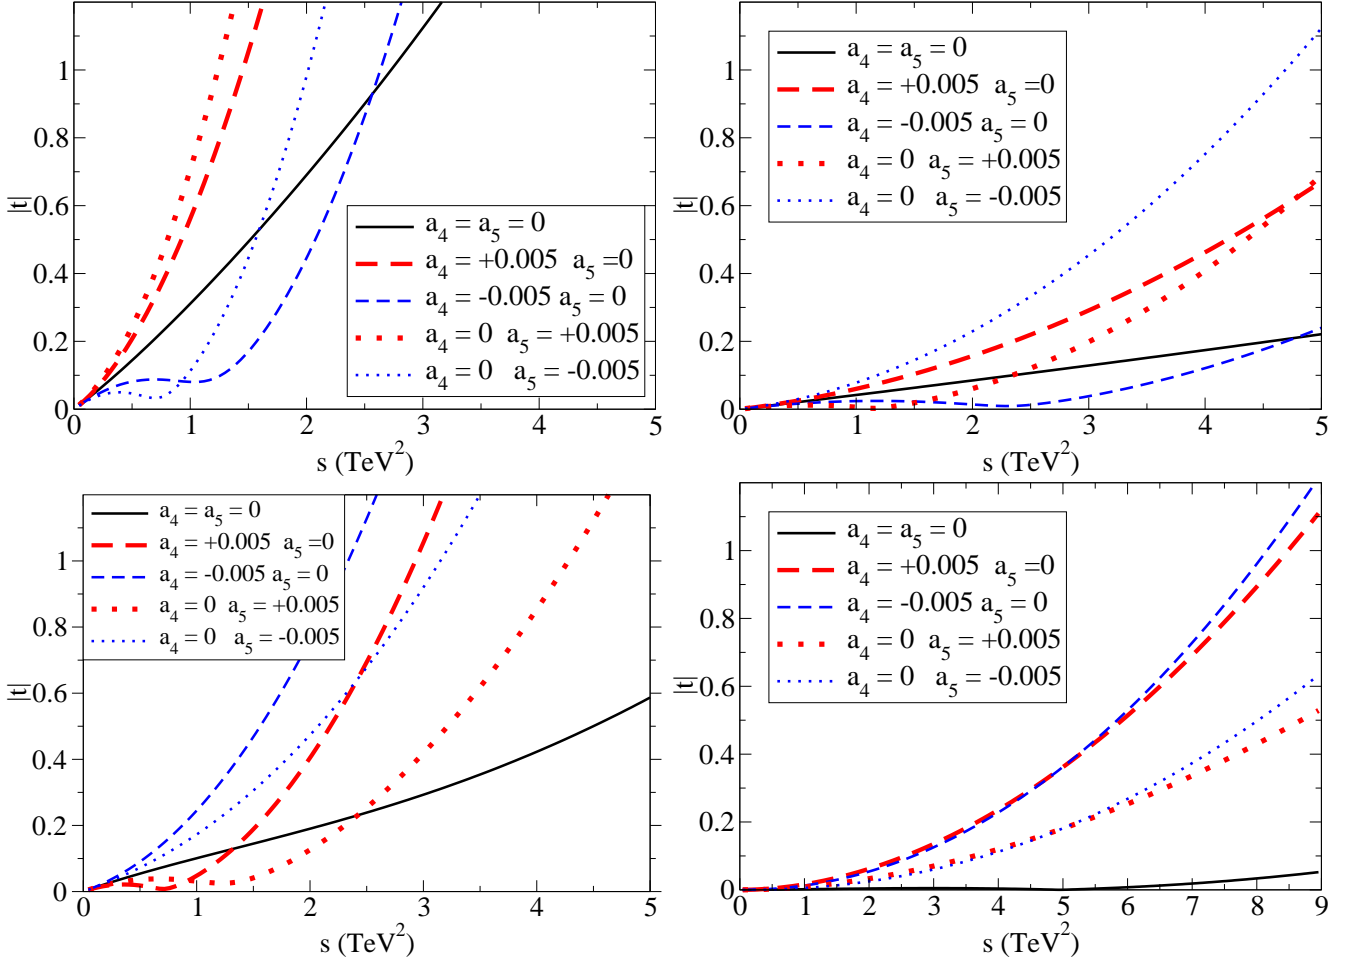 1
0.8
0.6
0.4
0.2
0
|t|
a4 = a5 = 0
a4 = +0.005 a5 =0
a4 = -0.005 a5 = 0
a4 = 0 a5 = +0.005
a4 = 0 a5 = -0.005
0 1 2 3 4 5
s (TeV2)
1
0.8
0.6
0.4
0.2
0
|t|
a4 = a5 = 0
a4 = +0.005 a5 =0
a4 = -0.005 a5 = 0
a4 = 0 a5 = +0.005
a4 = 0 a5 = -0.005
0 1 2 3 4 5
s (TeV2)
1
0.8
0.6
0.4
0.2
0
|t|
a4 = a5 = 0
a4 = +0.005 a5 =0
a4 = -0.005 a5 = 0
a4 = 0 a5 = +0.005
a4 = 0 a5 = -0.005
0 1 2 3 4 5
s (TeV2)
1
0.8
0.6
0.4
0.2
0
|t|
a4 = a5 = 0
a4 = +0.005 a5 =0
a4 = -0.005 a5 = 0
a4 = 0 a5 = +0.005
a4 = 0 a5 = -0.005
0 1 2 3 4 5 6 7 8 9
s (TeV2)